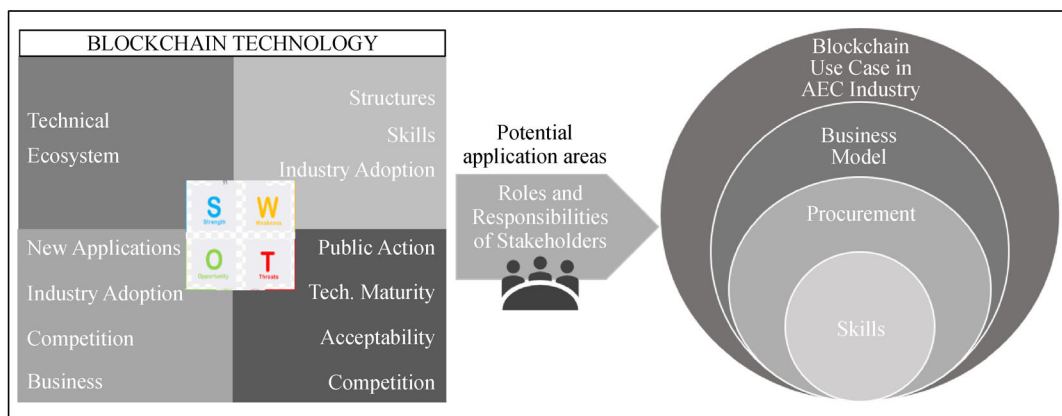 BLOCKCHAIN TECHNOLOGY
Technical
Ecosystem
Structures
Skills
Industry Adoption
S
Strength
W
Weakness
O
Opportunity
T
Threats
New Applications
Industry Adoption
Competition
Business
Public Action
Tech. Maturity
Acceptability
Competition
Potential
application areas
Roles and
Responsibilities
of Stakeholders
Blockchain
Use Case in
AEC Industry
Business
Model
Procurement
Skills